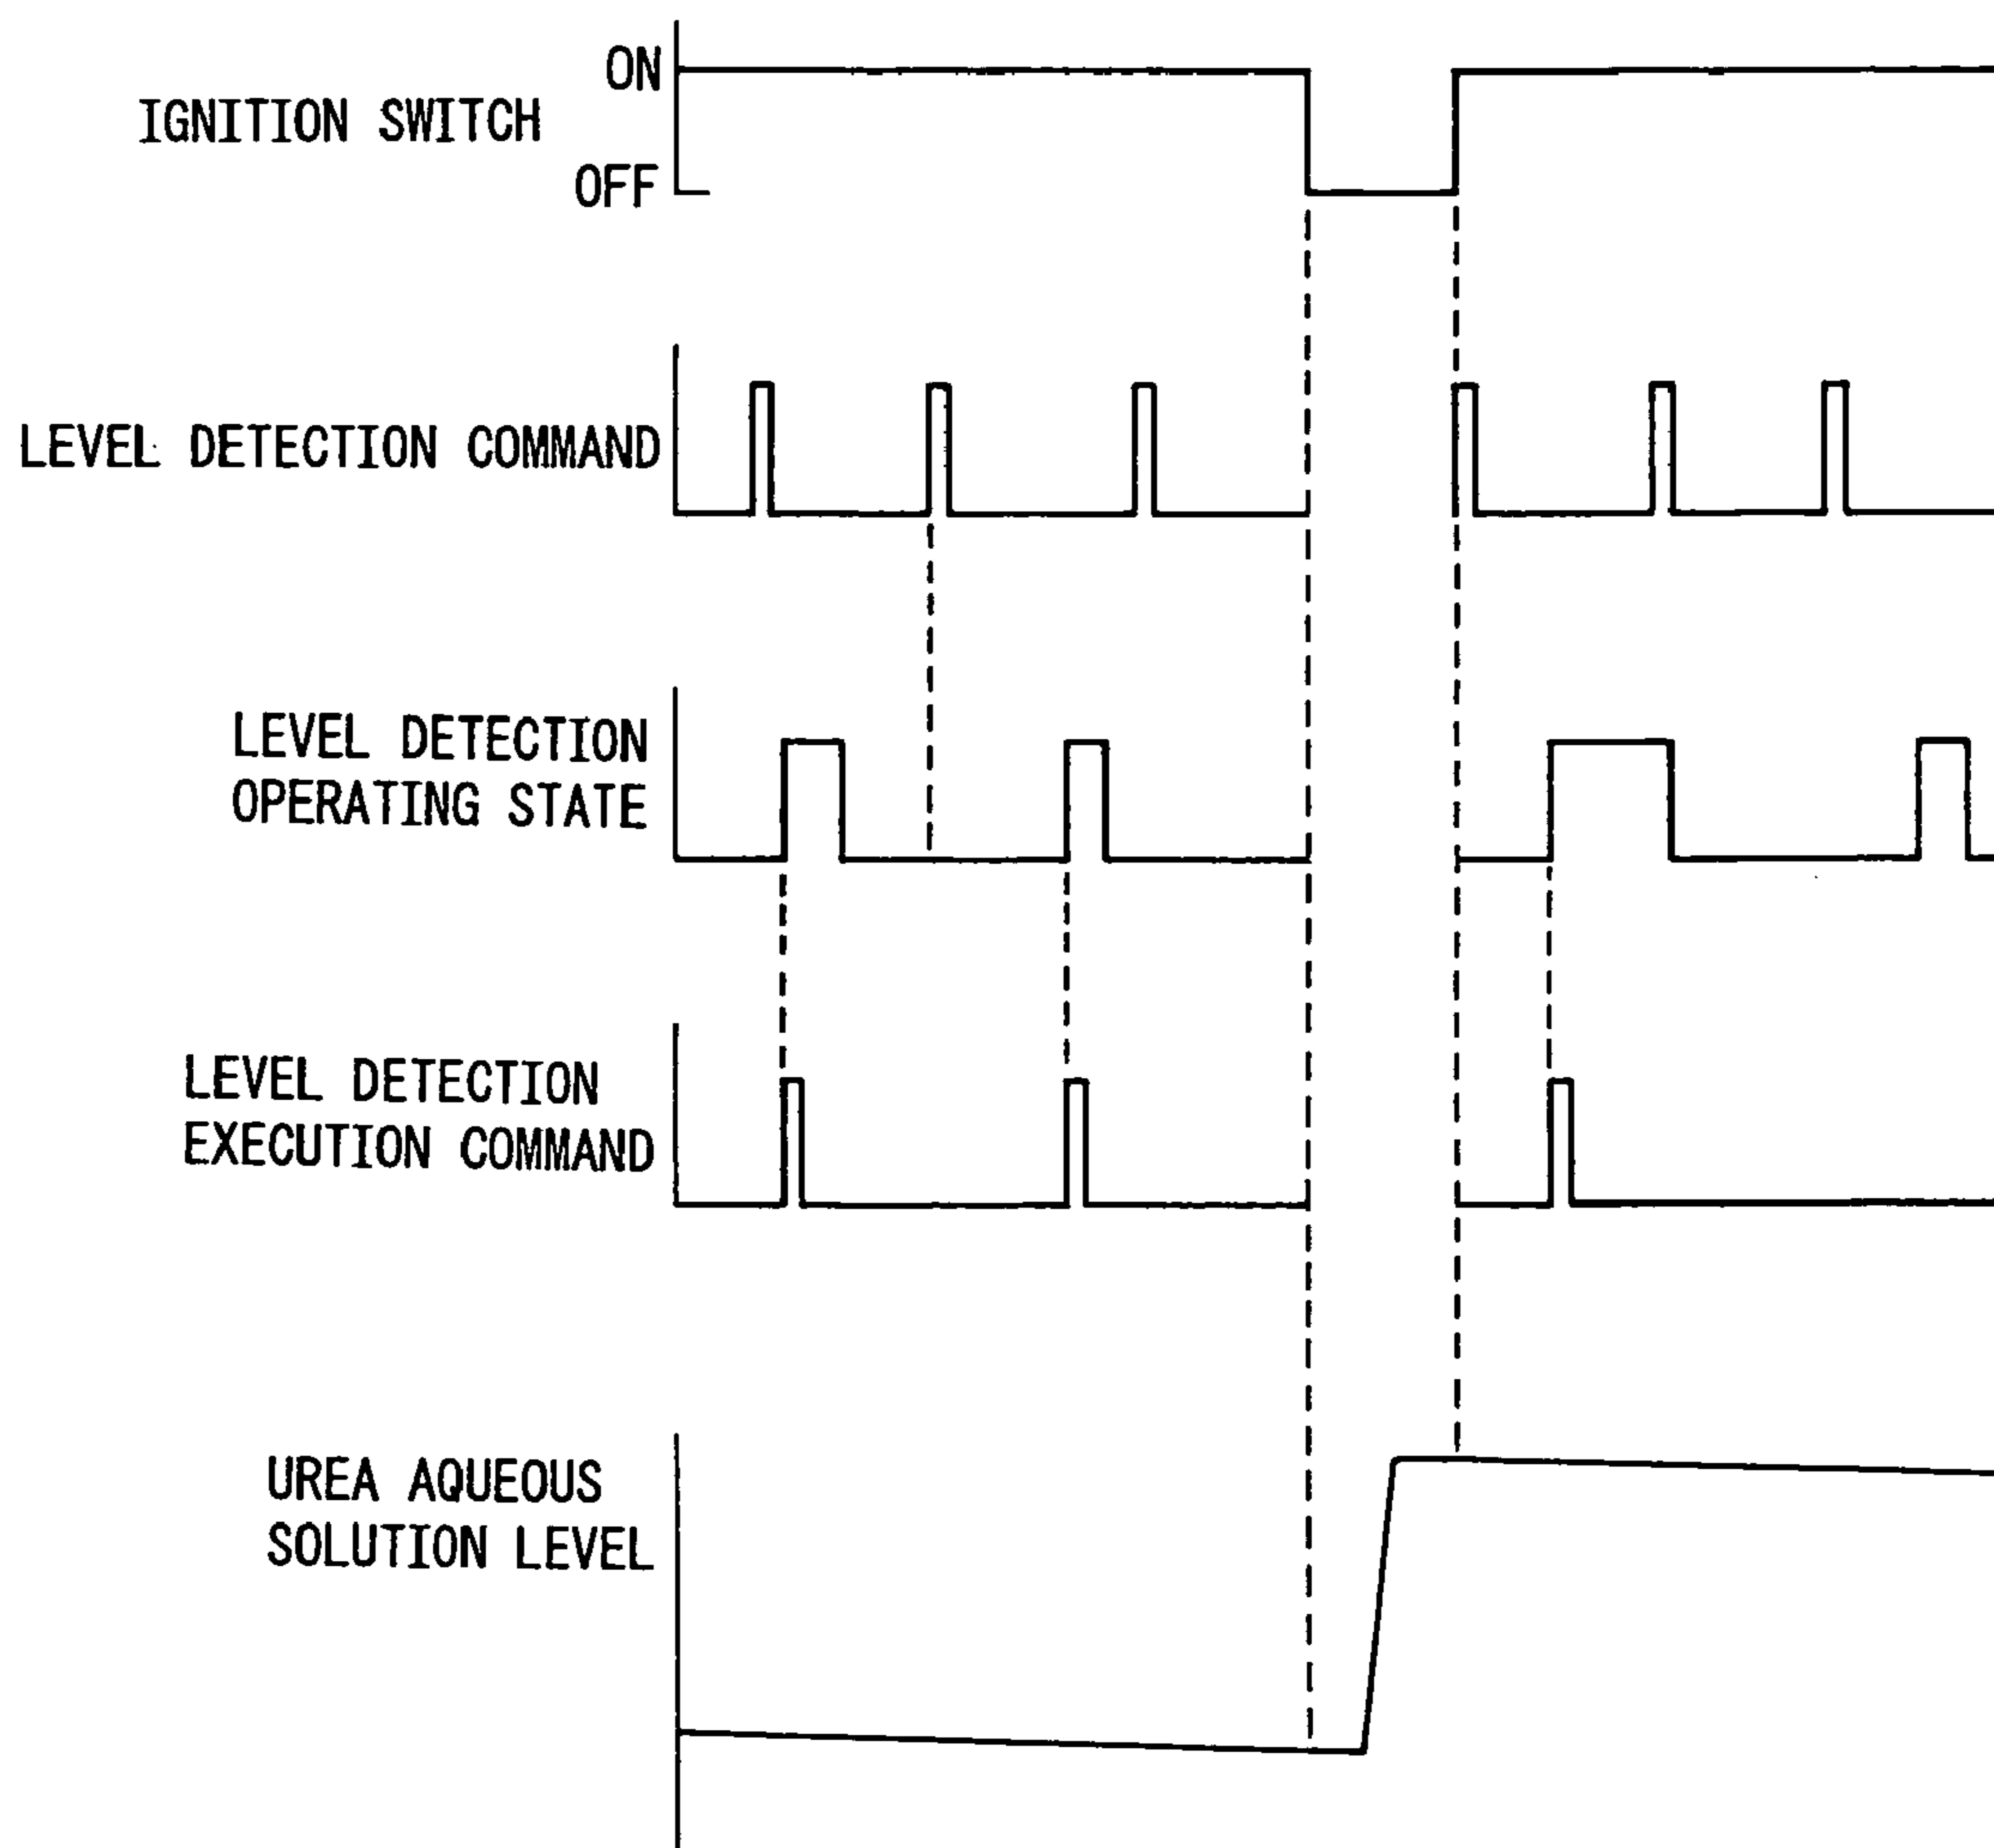 ON
IGNITION SWITCH
OFF
LEVEL DETECTION COMMAND
LEVEL DETECTION
OPERATING STATE
LEVEL DETECTION
EXECUTION COMMAND
UREA AQUEOUS
SOLUTION LEVEL